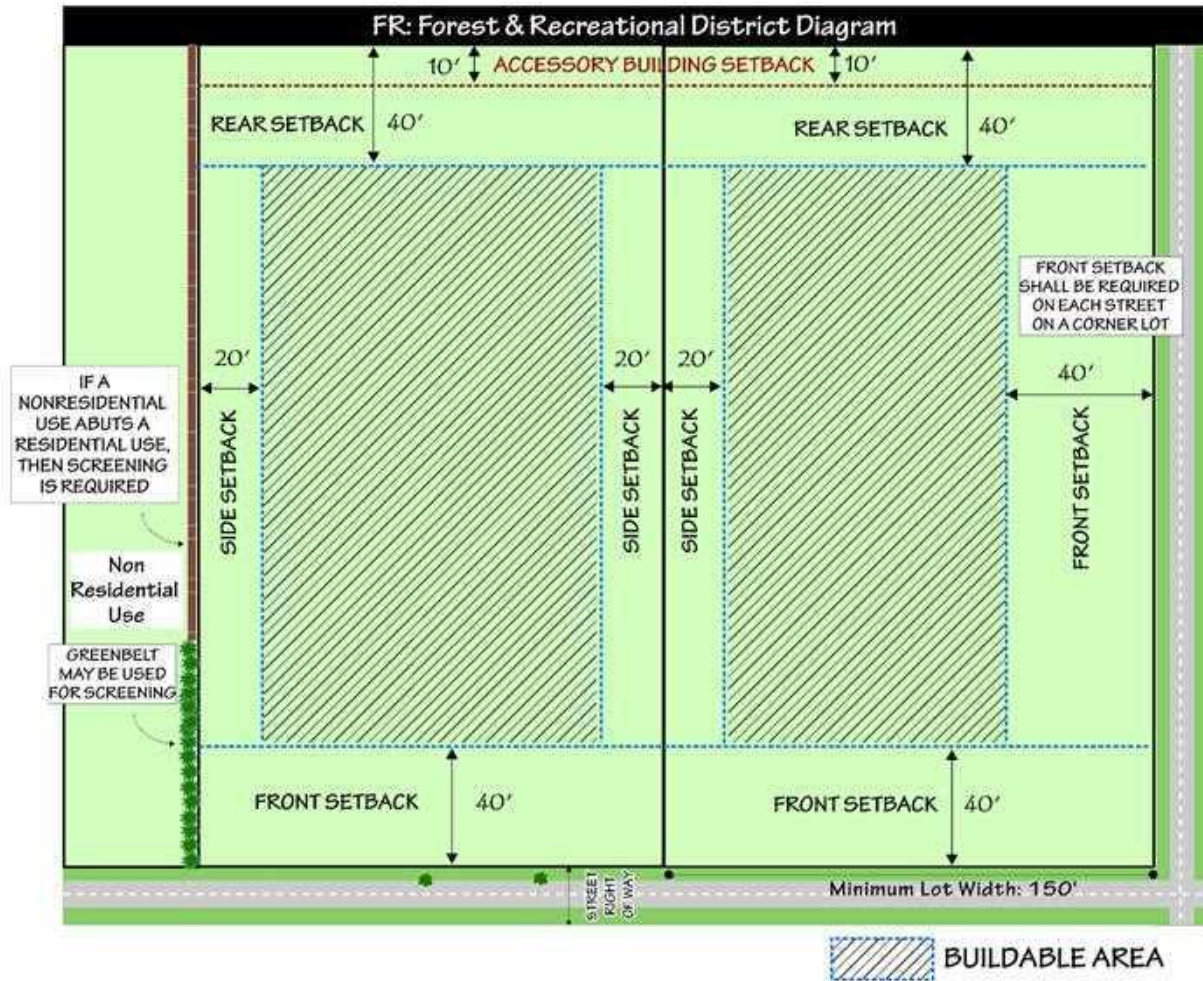 FR: Forest & Recreational District Diagram
10' ACCESSORY BUILDING SETBACK 10'
REAR SETBACK 40'
REAR SETBACK 40'
FRONT SETBACK
SHALL BE REQUIRED
ON EACH STREET
ON A CORNER LOT
20'
20'
20'
40'
IF A
NONRESIDENTIAL
USE ABUTS A
RESIDENTIAL USE,
THEN SCREENING
IS REQUIRED
SIDE SETBACK
SIDE SETBACK
SIDE SETBACK
FRONT SETBACK
Non
Residential
Use
GREENBELT
MAY BE USED
FOR SCREENING
FRONT SETBACK 40'
FRONT SETBACK 40'
STREET
RIGHT
OF WAY
Minimum Lot Width: 150'
BUILDABLE AREA